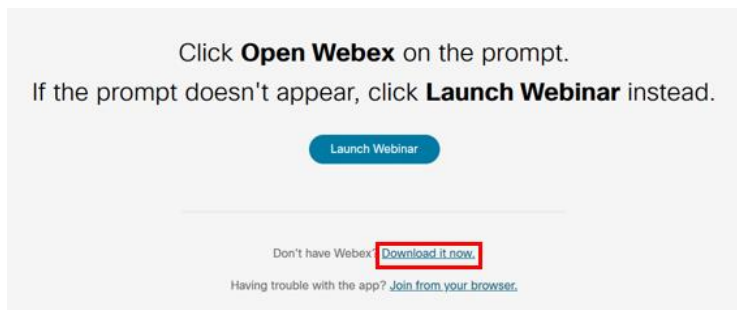 Click Open Webex on the prompt.
If the prompt doesn't appear, click Launch Webinar instead.
Launch Webinar
Don't have Webex? Download it now.
Having trouble with the app? Join from your browser.